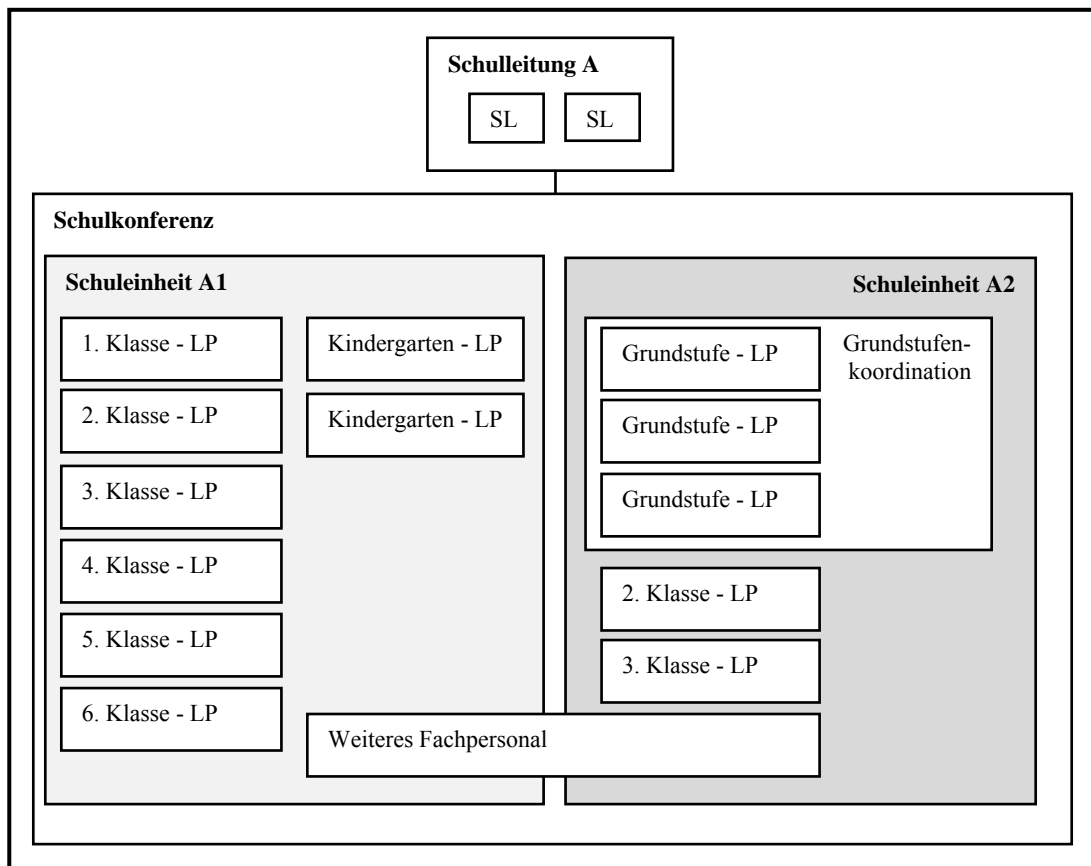 Schulleitung A
SL
SL
Schulkonferenz
Schuleinheit A1
1. Klasse - LP
2. Klasse - LP
3. Klasse - LP
4. Klasse - LP
5. Klasse - LP
6. Klasse - LP
Kindergarten - LP
Kindergarten - LP
Schuleinheit A2
Grundstufe - LP
Grundstufe - LP
Grundstufe - LP
Grundstufen-
koordination
2. Klasse - LP
3. Klasse - LP
Weiteres Fachpersonal